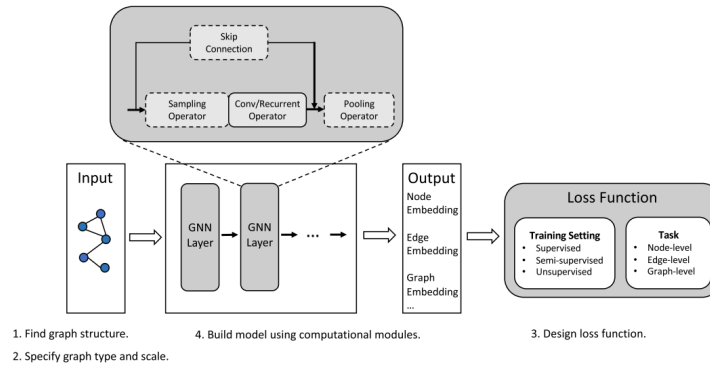 Skip
Connection
Sampling
Operator
Conv/Recurrent
Operator
Pooling
Operator
Input
GNN
Layer
GNN
Layer
...
Output
Node
Embedding
Edge
Embedding
Graph
Embedding
...
Loss Function
Training Setting
• Supervised
• Semi-supervised
• Unsupervised
Task
• Node-level
• Edge-level
• Graph-level
1. Find graph structure.
2. Specify graph type and scale.
4. Build model using computational modules.
3. Design loss function.